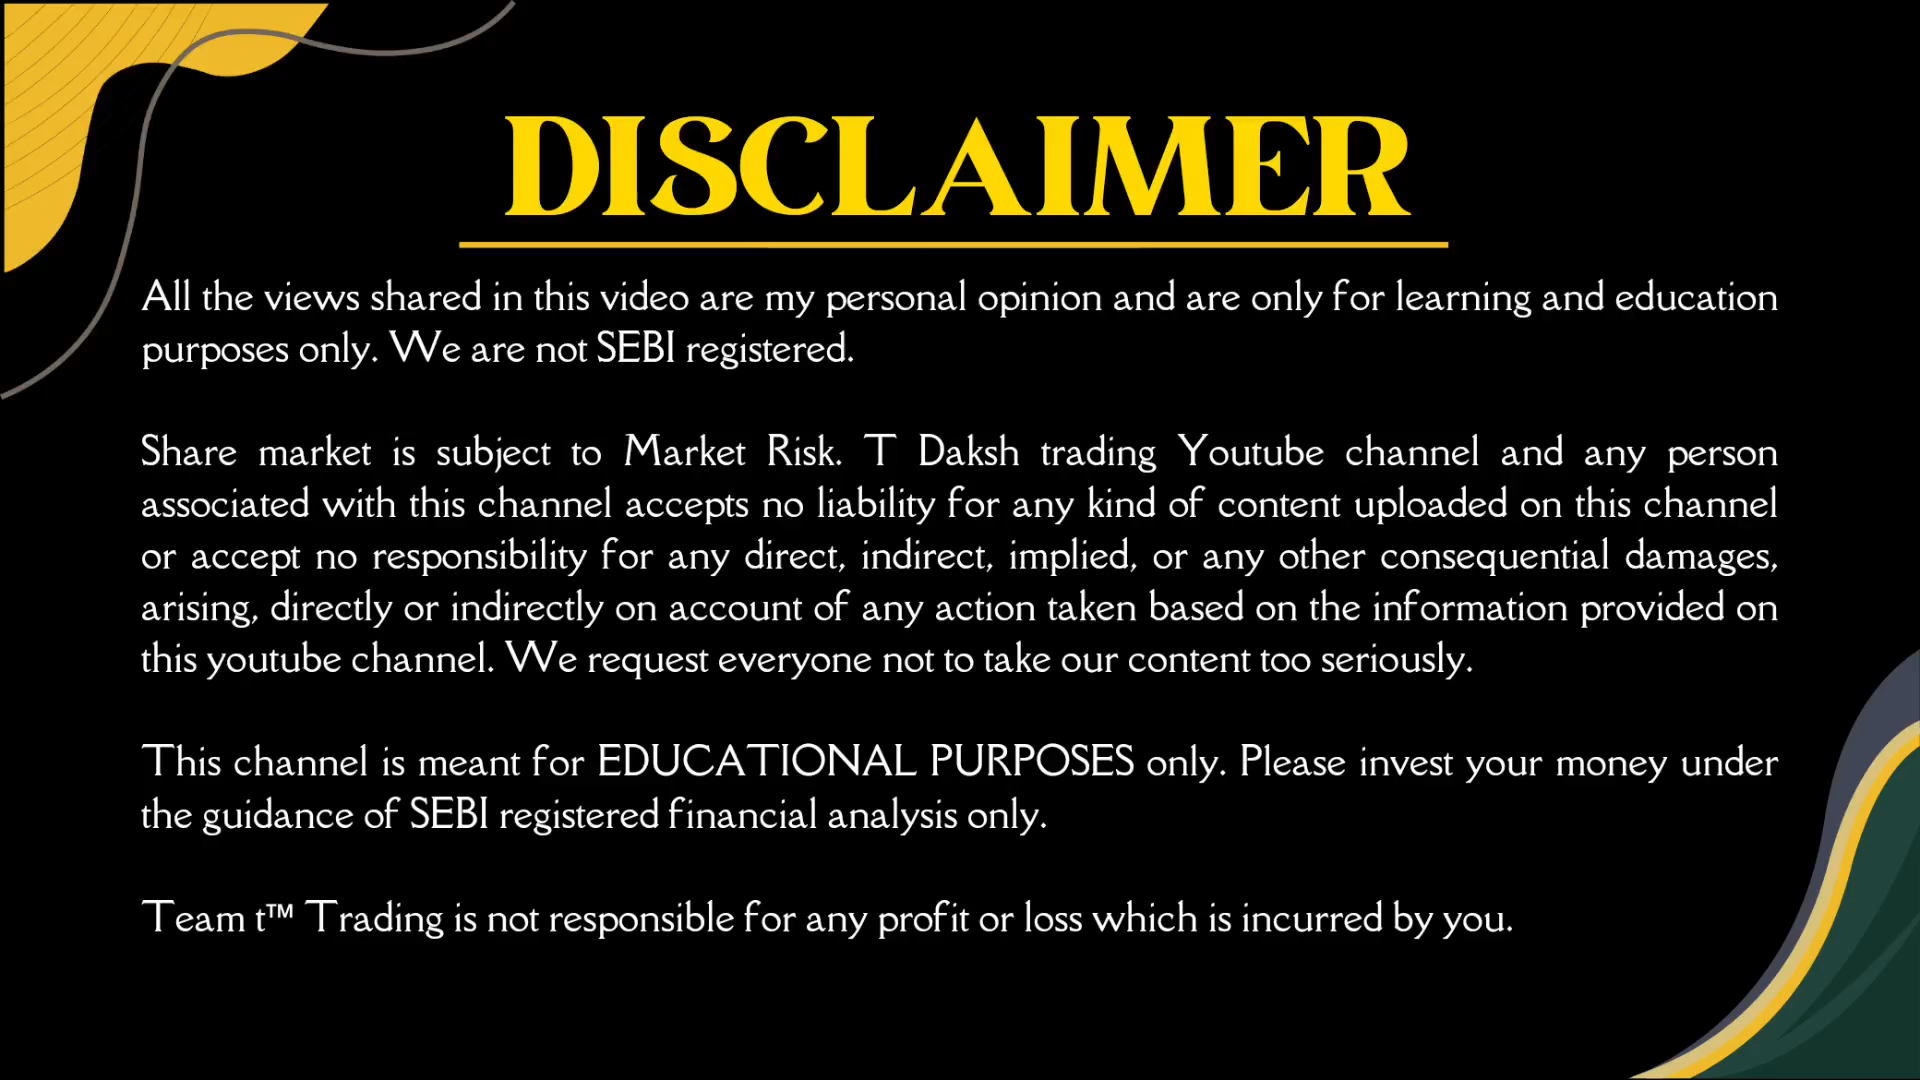 DISCLAIMER
All the views shared in this video are my personal opinion and are only for learning and education
purposes only. We are not SEBI registered.
Share market is subject to Market Risk. T Daksh trading Youtube channel and any person
associated with this channel accepts no liability for any kind of content uploaded on this channel
or accept no responsibility for any direct, indirect, implied, or any other consequential damages,
arising, directly or indirectly on account of any action taken based on the information provided on
this youtube channel. We request everyone not to take our content too seriously.
This channel is meant for EDUCATIONAL PURPOSES only. Please invest your money under
the guidance of SEBI registered financial analysis only.
Team t™ Trading is not responsible for any profit or loss which is incurred by you.